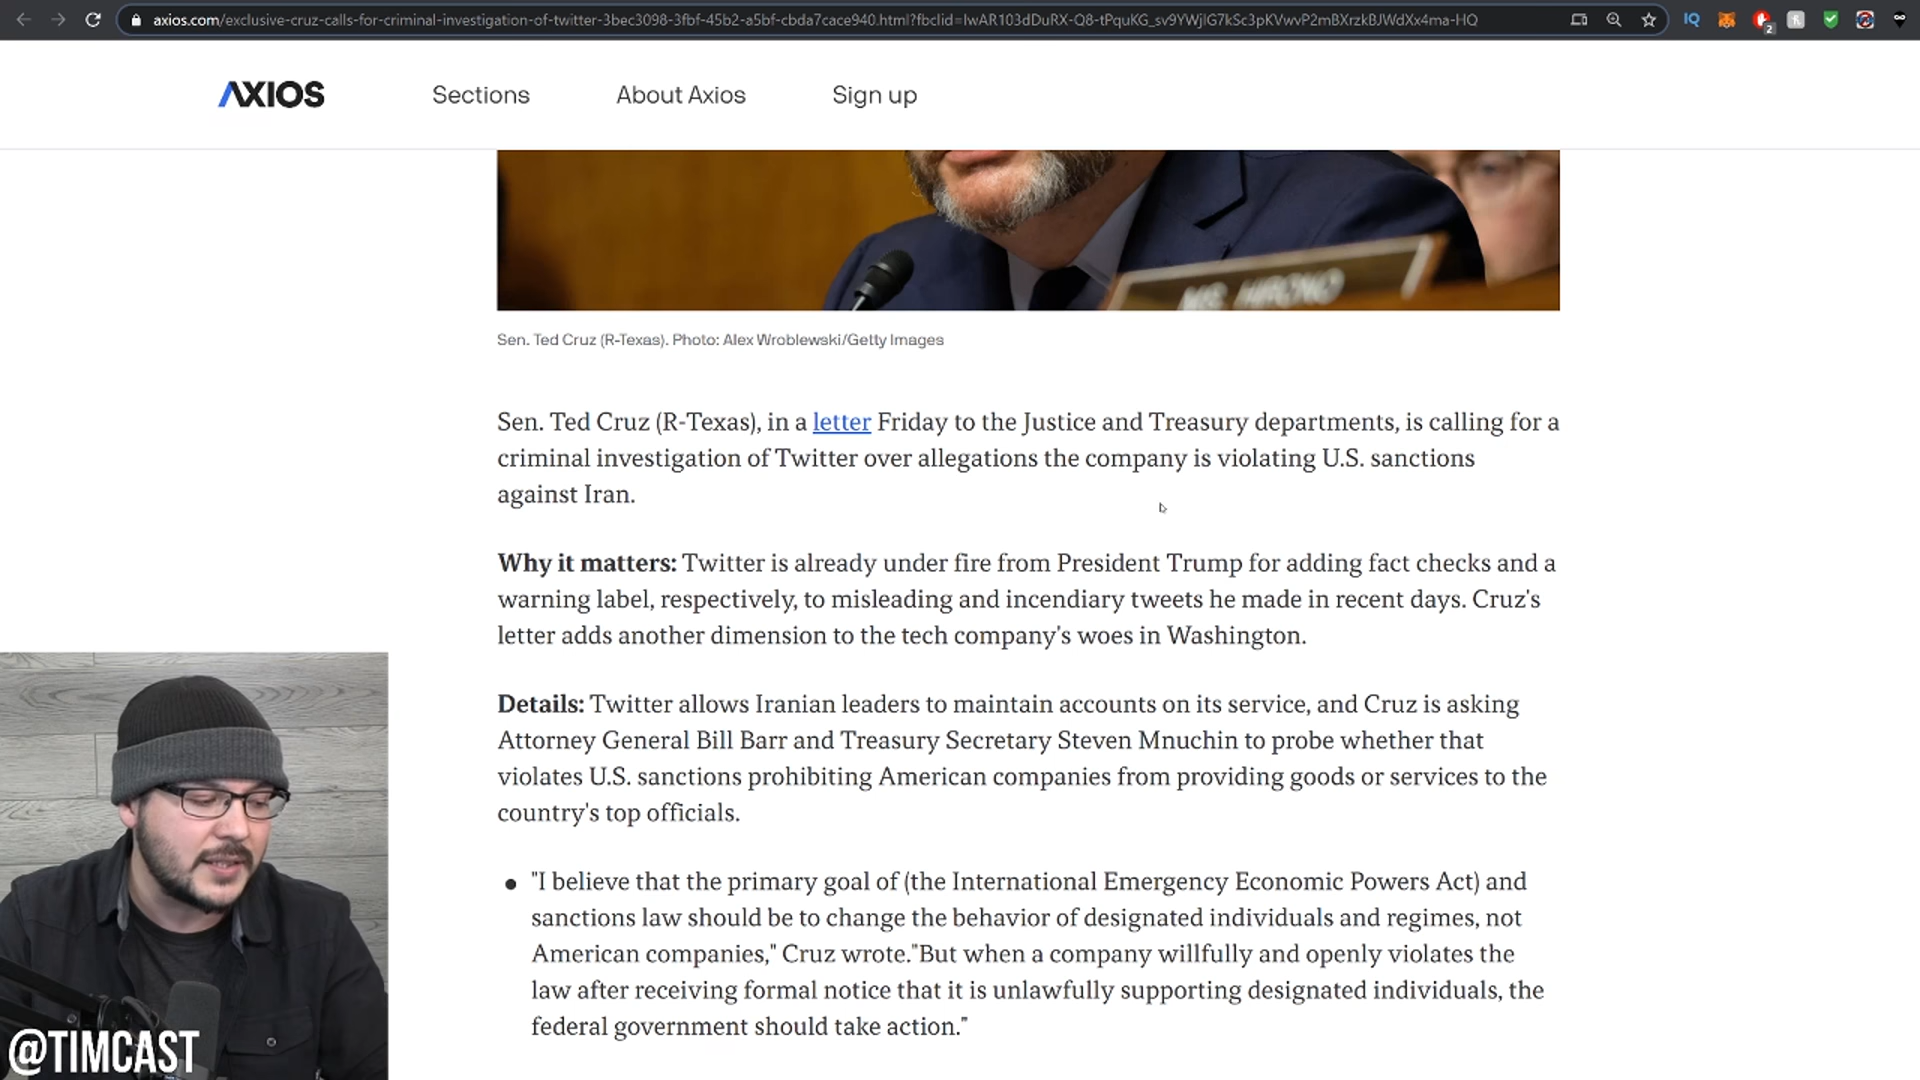 axios.com/exclusive-cruz-calls-for-criminal-investigation-of-twitter-3bec3098-3fbf-45b2-a5bf-cbda7cace940.html?fbclid=IwAR103dDuRX-Q8-tPquKG_sv9YWjIG7kSc3pKVwvP2mBXrzkBJWdXx4ma-HQ
IQ
2
AXIOS
Sections
About Axios
Sign up
MS. HIRONO
Sen. Ted Cruz (R-Texas). Photo: Alex Wroblewski/Getty Images
Sen. Ted Cruz (R-Texas), in a letter Friday to the Justice and Treasury departments, is calling for a
criminal investigation of Twitter over allegations the company is violating U.S. sanctions
against Iran.
Why it matters: Twitter is already under fire from President Trump for adding fact checks and a
warning label, respectively, to misleading and incendiary tweets he made in recent days. Cruz's
letter adds another dimension to the tech company's woes in Washington.
Details: Twitter allows Iranian leaders to maintain accounts on its service, and Cruz is asking
Attorney General Bill Barr and Treasury Secretary Steven Mnuchin to probe whether that
violates U.S. sanctions prohibiting American companies from providing goods or services to the
country's top officials.
• "I believe that the primary goal of (the International Emergency Economic Powers Act) and
sanctions law should be to change the behavior of designated individuals and regimes, not
American companies," Cruz wrote."But when a company willfully and openly violates the
law after receiving formal notice that it is unlawfully supporting designated individuals, the
federal government should take action."
@TIMCAST